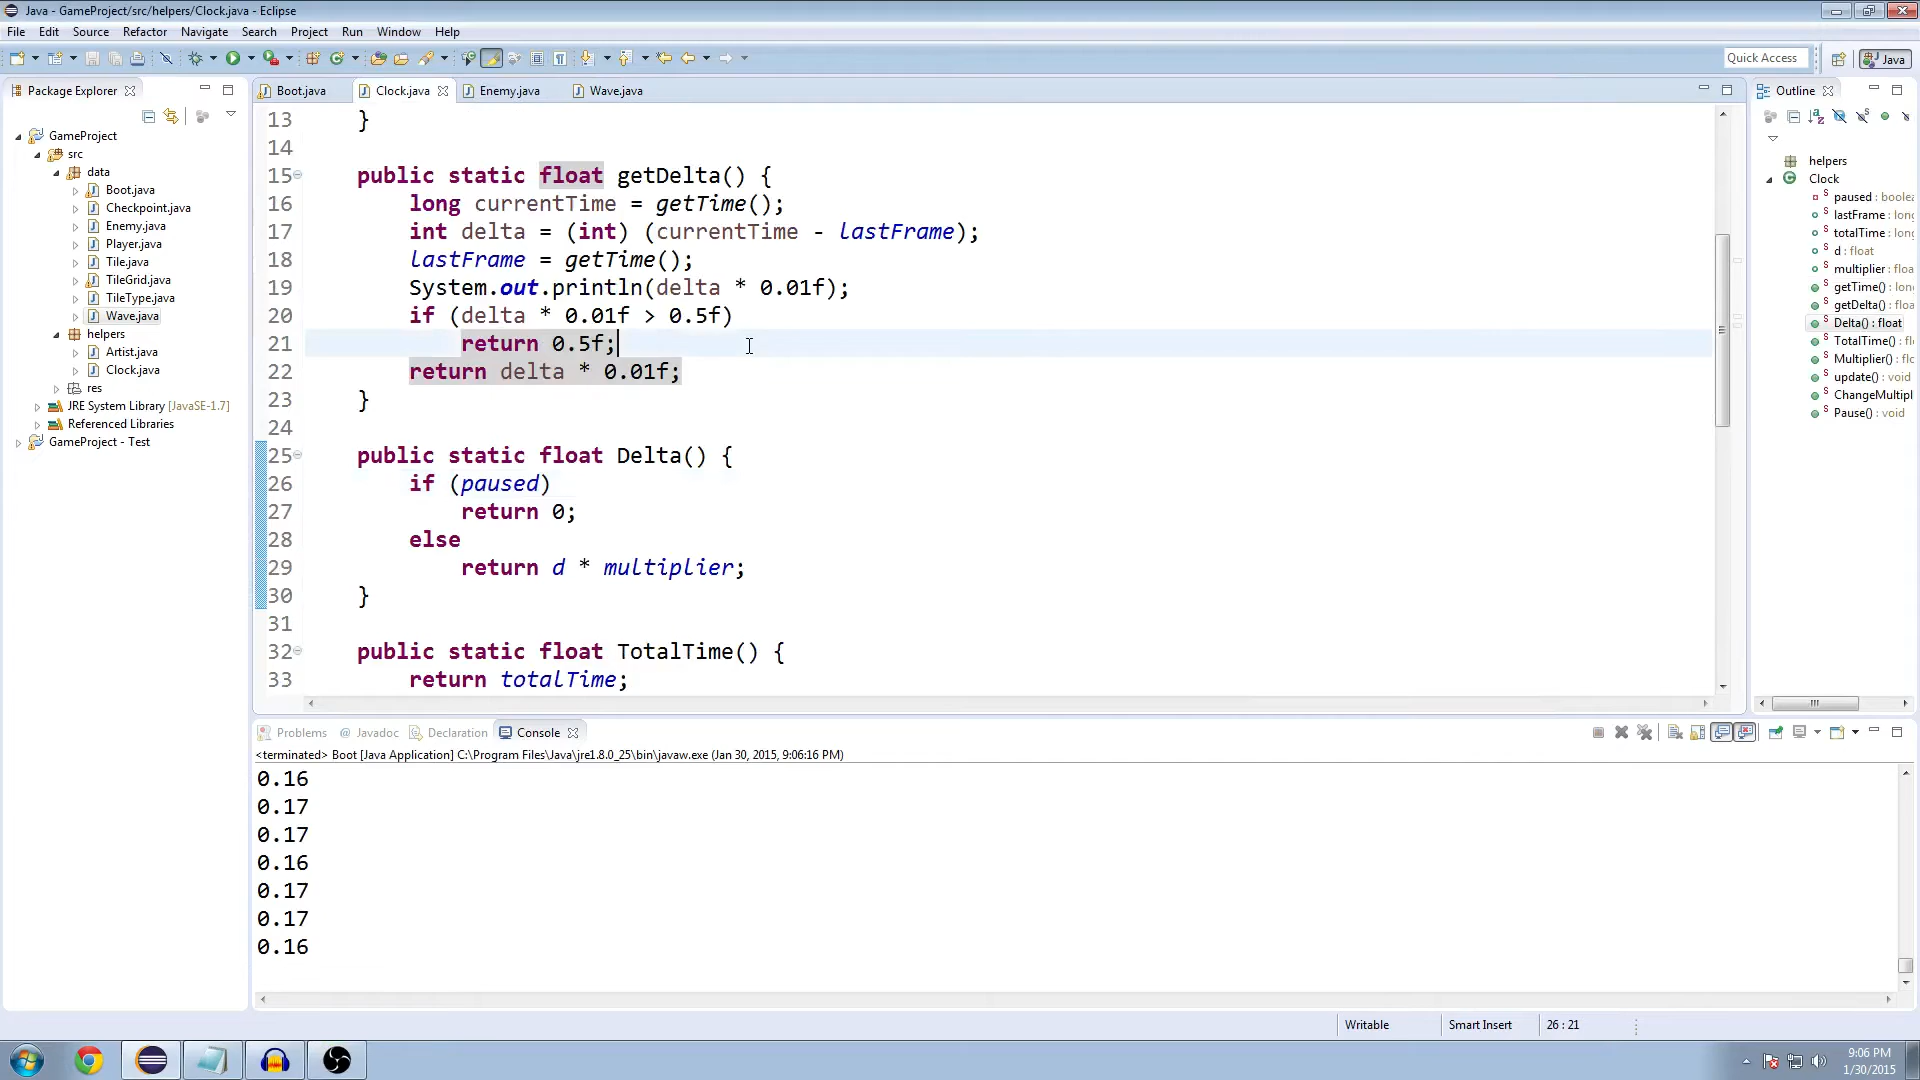 Java - GameProject/src/helpers/Clock.java - Eclipse
File Edit Source Refactor Navigate Search Project Run Window Help
Quick Access
Java
Package Explorer
GameProject
src
data
Boot.java
Checkpoint.java
Enemy.java
Player.java
Tile.java
TileGrid.java
TileType.java
Wave.java
helpers
Artist.java
Clock.java
res
JRE System Library [JavaSE-1.7]
Referenced Libraries
GameProject - Test
Boot.java Clock.java Enemy.java Wave.java
13 }
14
15 public static float getDelta() {
16 long currentTime = getTime();
17 int delta = (int) (currentTime - lastFrame);
18 lastFrame = getTime();
19 System.out.println(delta * 0.01f);
20 if (delta * 0.01f > 0.5f)
21 return 0.5f;
22 return delta * 0.01f;
23 }
24
25 public static float Delta() {
26 if (paused)
27 return 0;
28 else
29 return d * multiplier;
30 }
31
32 public static float TotalTime() {
33 return totalTime;
Outline
helpers
Clock
paused : boolea
lastFrame : long
totalTime : long
d : float
multiplier : floa
getTime() : lon
getDelta() : floa
Delta() : float
TotalTime() : fl
Multiplier() : fl
update() : void
ChangeMultipl
Pause() : void
Problems Javadoc Declaration Console
<terminated> Boot [Java Application] C:\Program Files\Java\jre1.8.0_25\bin\javaw.exe (Jan 30, 2015, 9:06:16 PM)
0.16
0.17
0.17
0.16
0.17
0.17
0.16
Writable Smart Insert 26 : 21
9:06 PM
1/30/2015